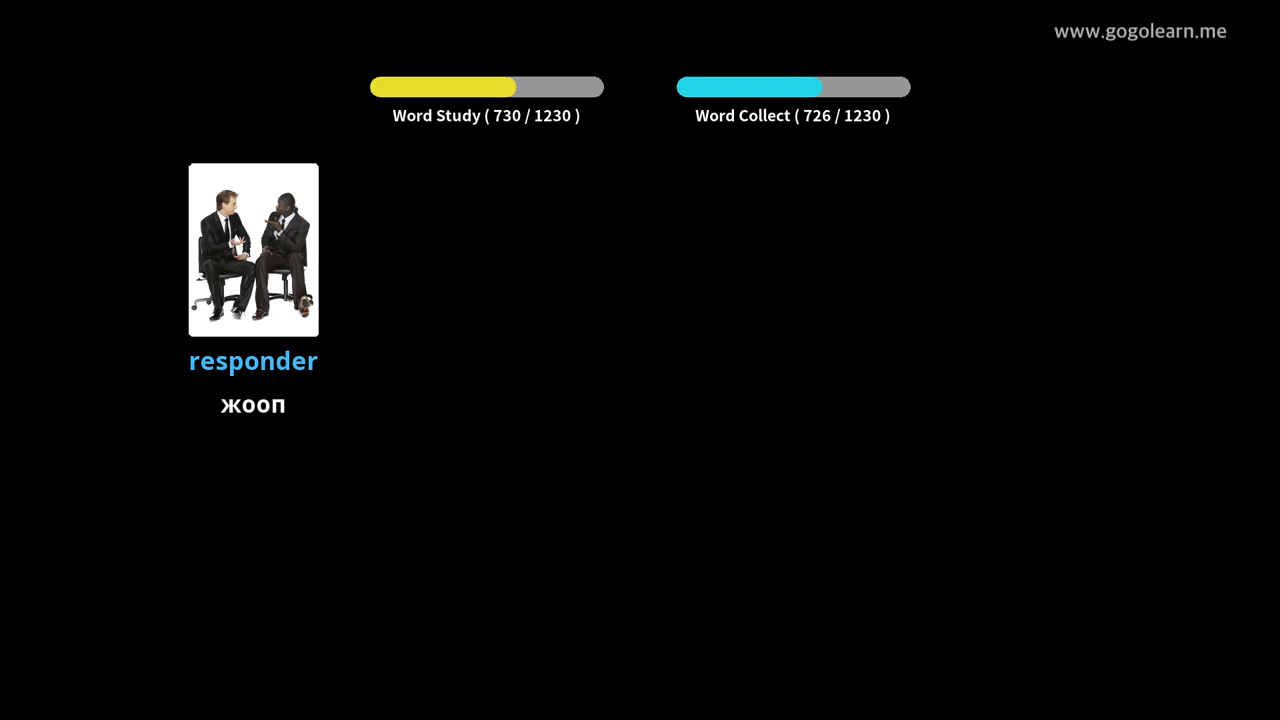 www.gogolearn.me
Word Study ( 730 / 1230 )
Word Collect ( 726 / 1230 )
responder
жооп